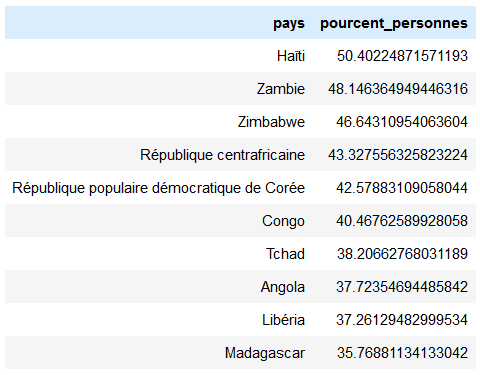 pays pourcent_personnes
Haïti 50.40224871571193
Zambie 48.146364949446316
Zimbabwe 46.64310954063604
République centrafricaine 43.327556325823224
République populaire démocratique de Corée 42.57883109058044
Congo 40.46762589928058
Tchad 38.20662768031189
Angola 37.72354694485842
Libéria 37.26129482999534
Madagascar 35.76881134133042